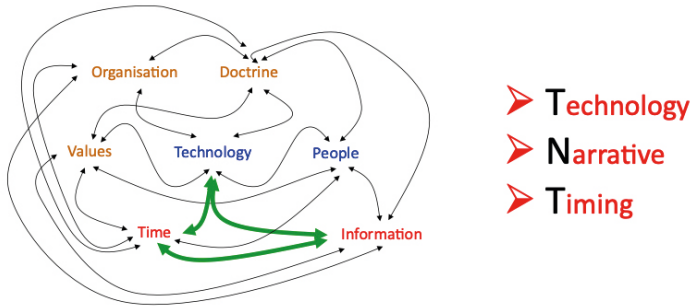 Organisation Doctrine
Values Technology People
Time Information
Technology
Narrative
Timing